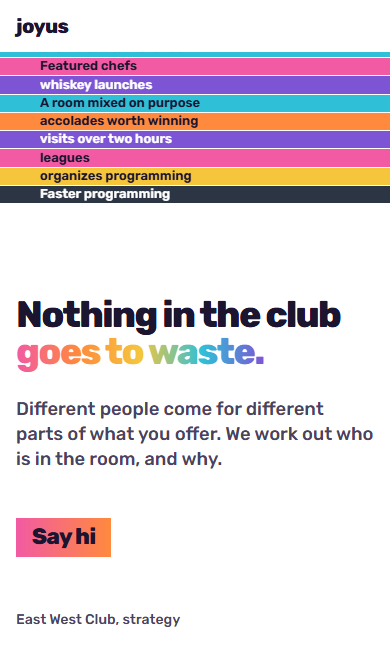 joyus
Featured chefs
whiskey launches
A room mixed on purpose
accolades worth winning
visits over two hours
leagues
organizes programming
Faster programming
Nothing in the club
goes to waste.
Different people come for different
parts of what you offer. We work out who
is in the room, and why.
Say hi
East West Club, strategy